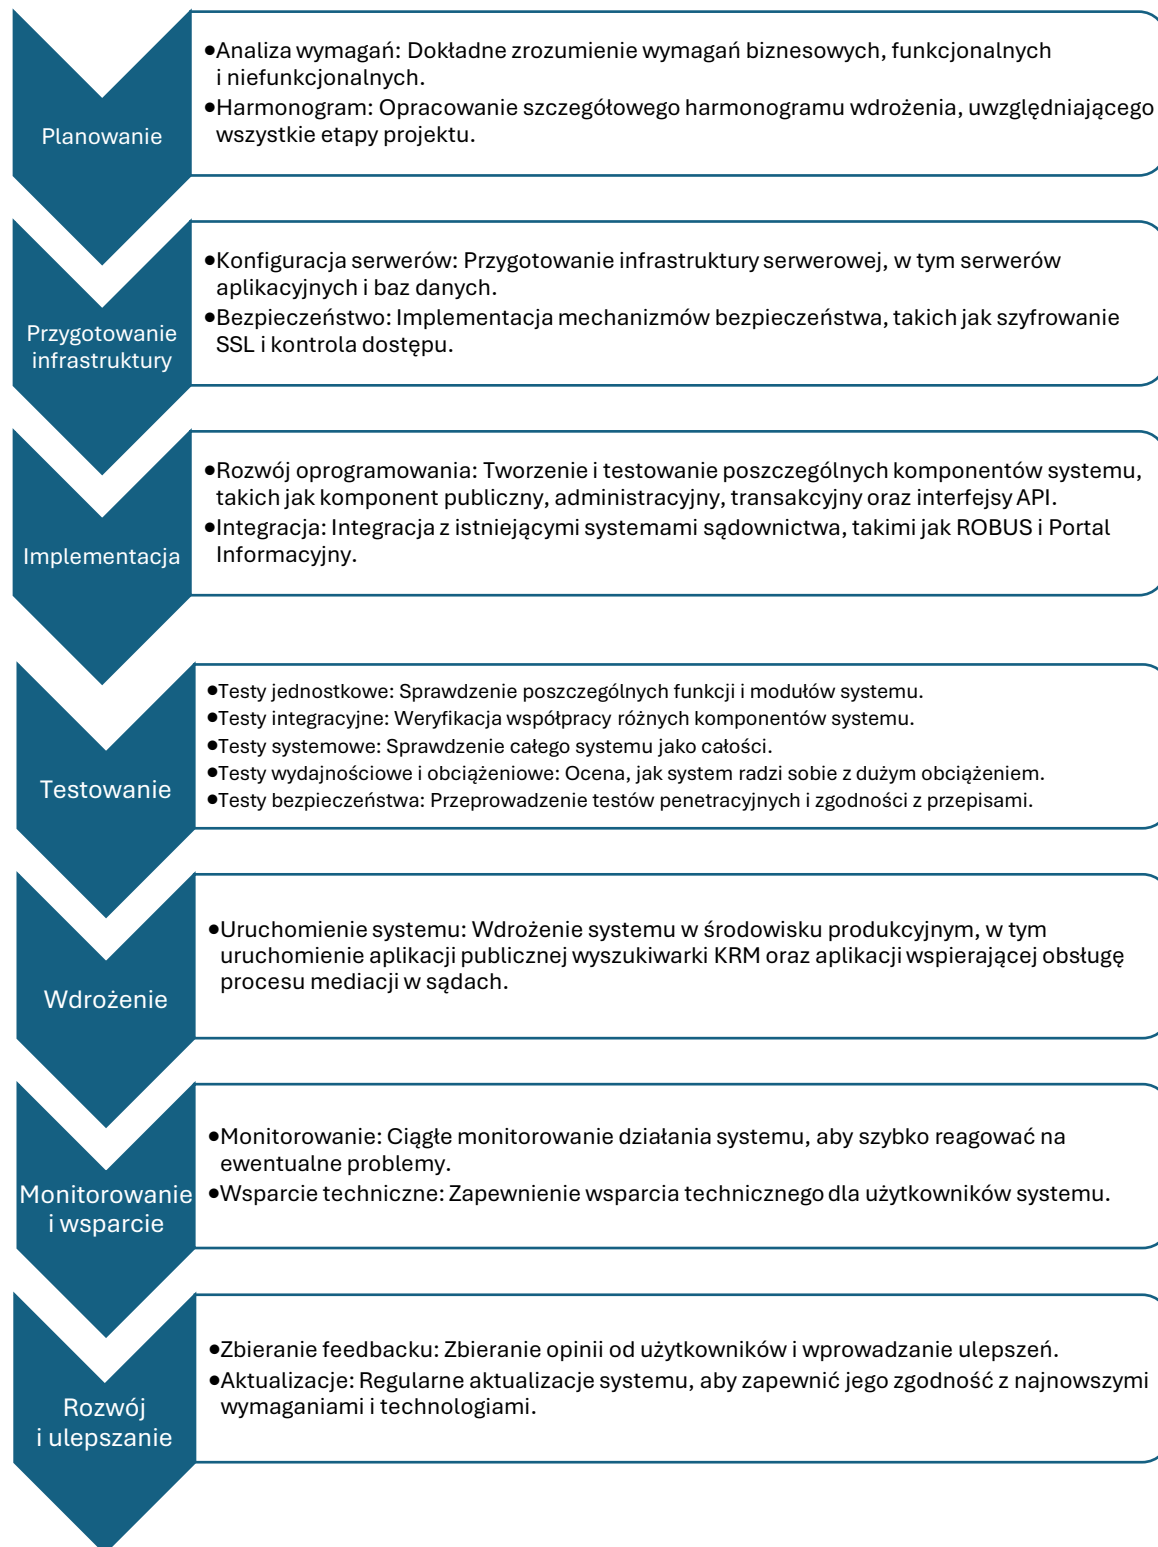 Planowanie
●Analiza wymagań: Dokładne zrozumienie wymagań biznesowych, funkcjonalnych
i niefunkcjonalnych.
●Harmonogram: Opracowanie szczegółowego harmonogramu wdrożenia, uwzględniającego
wszystkie etapy projektu.
Przygotowanie
infrastruktury
●Konfiguracja serwerów: Przygotowanie infrastruktury serwerowej, w tym serwerów
aplikacyjnych i baz danych.
●Bezpieczeństwo: Implementacja mechanizmów bezpieczeństwa, takich jak szyfrowanie
SSL i kontrola dostępu.
Implementacja
●Rozwój oprogramowania: Tworzenie i testowanie poszczególnych komponentów systemu,
takich jak komponent publiczny, administracyjny, transakcyjny oraz interfejsy API.
●Integracja: Integracja z istniejącymi systemami sądownictwa, takimi jak ROBUS i Portal
Informacyjny.
Testowanie
●Testy jednostkowe: Sprawdzenie poszczególnych funkcji i modułów systemu.
●Testy integracyjne: Weryfikacja współpracy różnych komponentów systemu.
●Testy systemowe: Sprawdzenie całego systemu jako całości.
●Testy wydajnościowe i obciążeniowe: Ocena, jak system radzi sobie z dużym obciążeniem.
●Testy bezpieczeństwa: Przeprowadzenie testów penetracyjnych i zgodności z przepisami.
Wdrożenie
●Uruchomienie systemu: Wdrożenie systemu w środowisku produkcyjnym, w tym
uruchomienie aplikacji publicznej wyszukiwarki KRM oraz aplikacji wspierającej obsługę
procesu mediacji w sądach.
Monitorowanie
i wsparcie
●Monitorowanie: Ciągłe monitorowanie działania systemu, aby szybko reagować na
ewentualne problemy.
●Wsparcie techniczne: Zapewnienie wsparcia technicznego dla użytkowników systemu.
Rozwój
i ulepszanie
●Zbieranie feedbacku: Zbieranie opinii od użytkowników i wprowadzanie ulepszeń.
●Aktualizacje: Regularne aktualizacje systemu, aby zapewnić jego zgodność z najnowszymi
wymaganiami i technologiami.